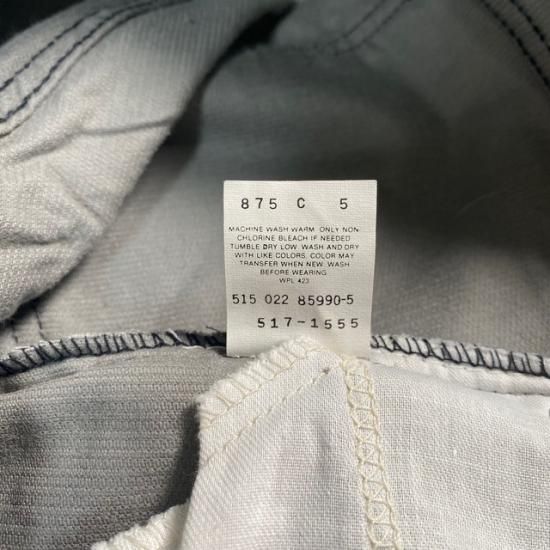 875 C 5
MACHINE WASH WARM. ONLY NON-
CHLORINE BLEACH IF NEEDED
TUMBLE DRY LOW. WASH AND DRY
WITH LIKE COLORS. COLOR MAY
TRANSFER WHEN NEW. WASH
BEFORE WEARING.
WPL 423
515 022 85990-5
517-1555